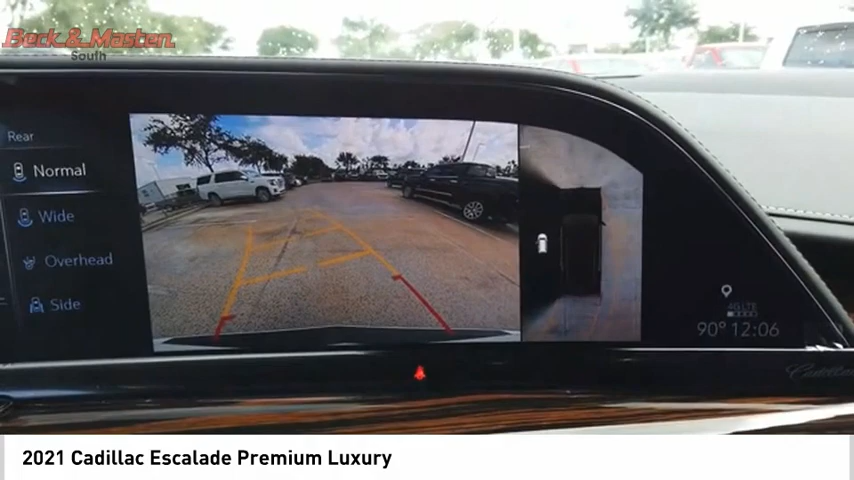 Beck & Masten
South
Rear
Normal
Wide
Overhead
Side
4G LTE
90° 12:06
Cadillac
2021 Cadillac Escalade Premium Luxury